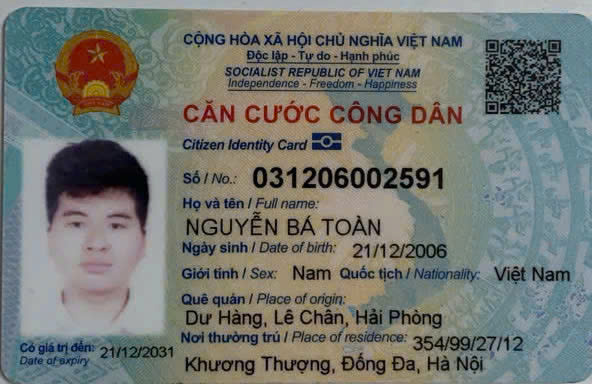 CỘNG HÒA XÃ HỘI CHỦ NGHĨA VIỆT NAM
Độc lập - Tự do - Hạnh phúc
SOCIALIST REPUBLIC OF VIET NAM
Independence - Freedom - Happiness
CĂN CƯỚC CÔNG DÂN
Citizen Identity Card
Số / No.: 031206002591
Họ và tên / Full name:
NGUYỄN BÁ TOÀN
Ngày sinh / Date of birth: 21/12/2006
Giới tính / Sex: Nam Quốc tịch / Nationality: Việt Nam
Quê quán / Place of origin:
Dư Hàng, Lê Chân, Hải Phòng
Nơi thường trú / Place of residence: 354/99/27/12
Khương Thượng, Đống Đa, Hà Nội
Có giá trị đến: 21/12/2031
Date of expiry